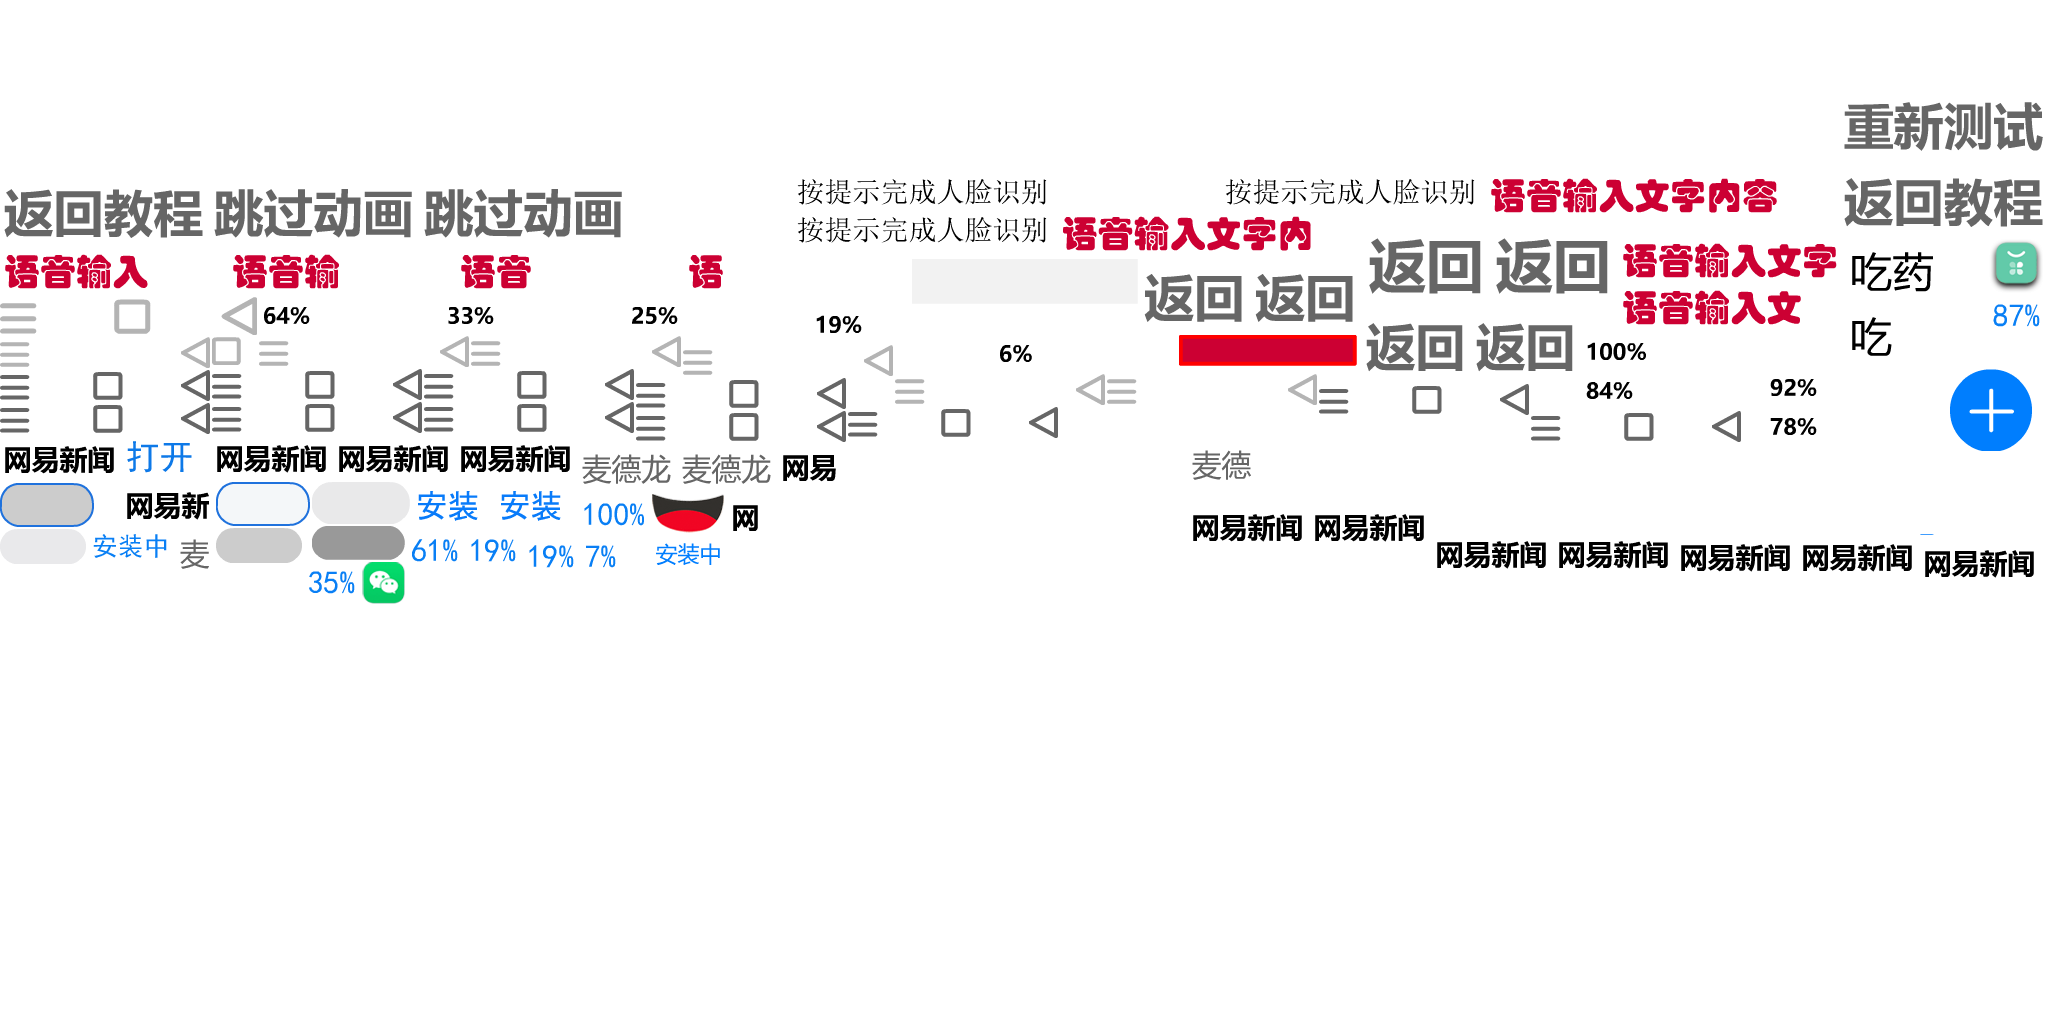 重新测试
按提示完成人脸识别 按提示完成人脸识别 语音输入文字内容 返回教程
返回教程 跳过动画 跳过动画
按提示完成人脸识别 语音输入文字内
语音输入 语音输 语音 语 返回 返回 语音输入文字 吃药
返回 返回 语音输入文
64% 33% 25% 19% 87%
吃
6% 返回 返回 100%
84% 92%
78%
网易新闻 打开 网易新闻 网易新闻 网易新闻 麦德龙 麦德龙 网易 麦德
网易新 安装 安装 100% 网
网易新闻 网易新闻
安装中 麦 61% 19% 19% 7% 安装中
网易新闻 网易新闻 网易新闻 网易新闻 网易新闻
35%